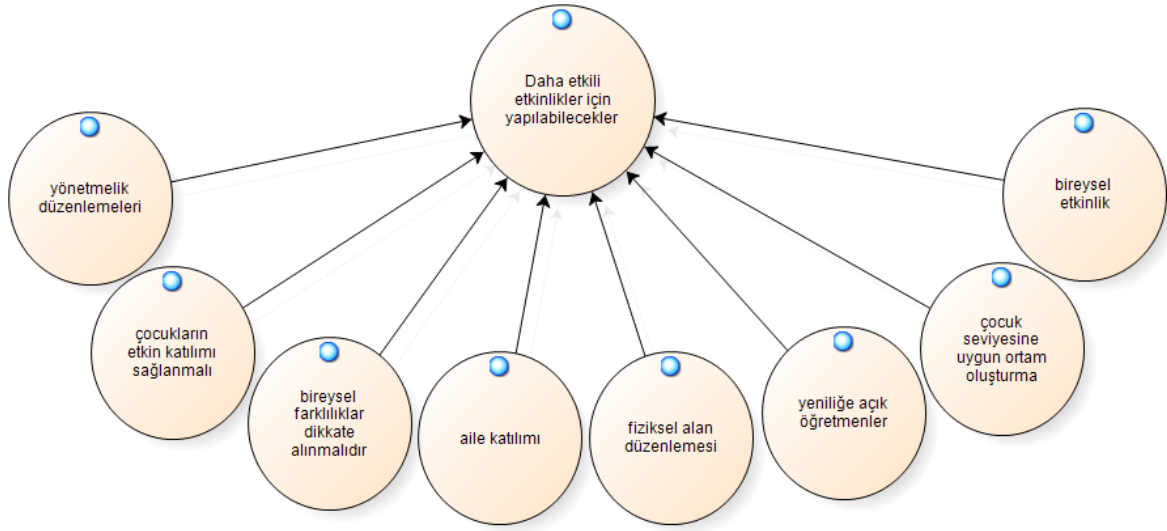 Daha etkili
etkinlikler için
yapılabilecekler
yönetmelik
düzenlemeleri
çocukların
etkin katılımı
sağlanmalı
bireysel
farklılıklar
dikkate
alınmalıdır
aile katılımı
fiziksel alan
düzenlemesi
yeniliğe açık
öğretmenler
çocuk
seviyesine
uygun ortam
oluşturma
bireysel
etkinlik